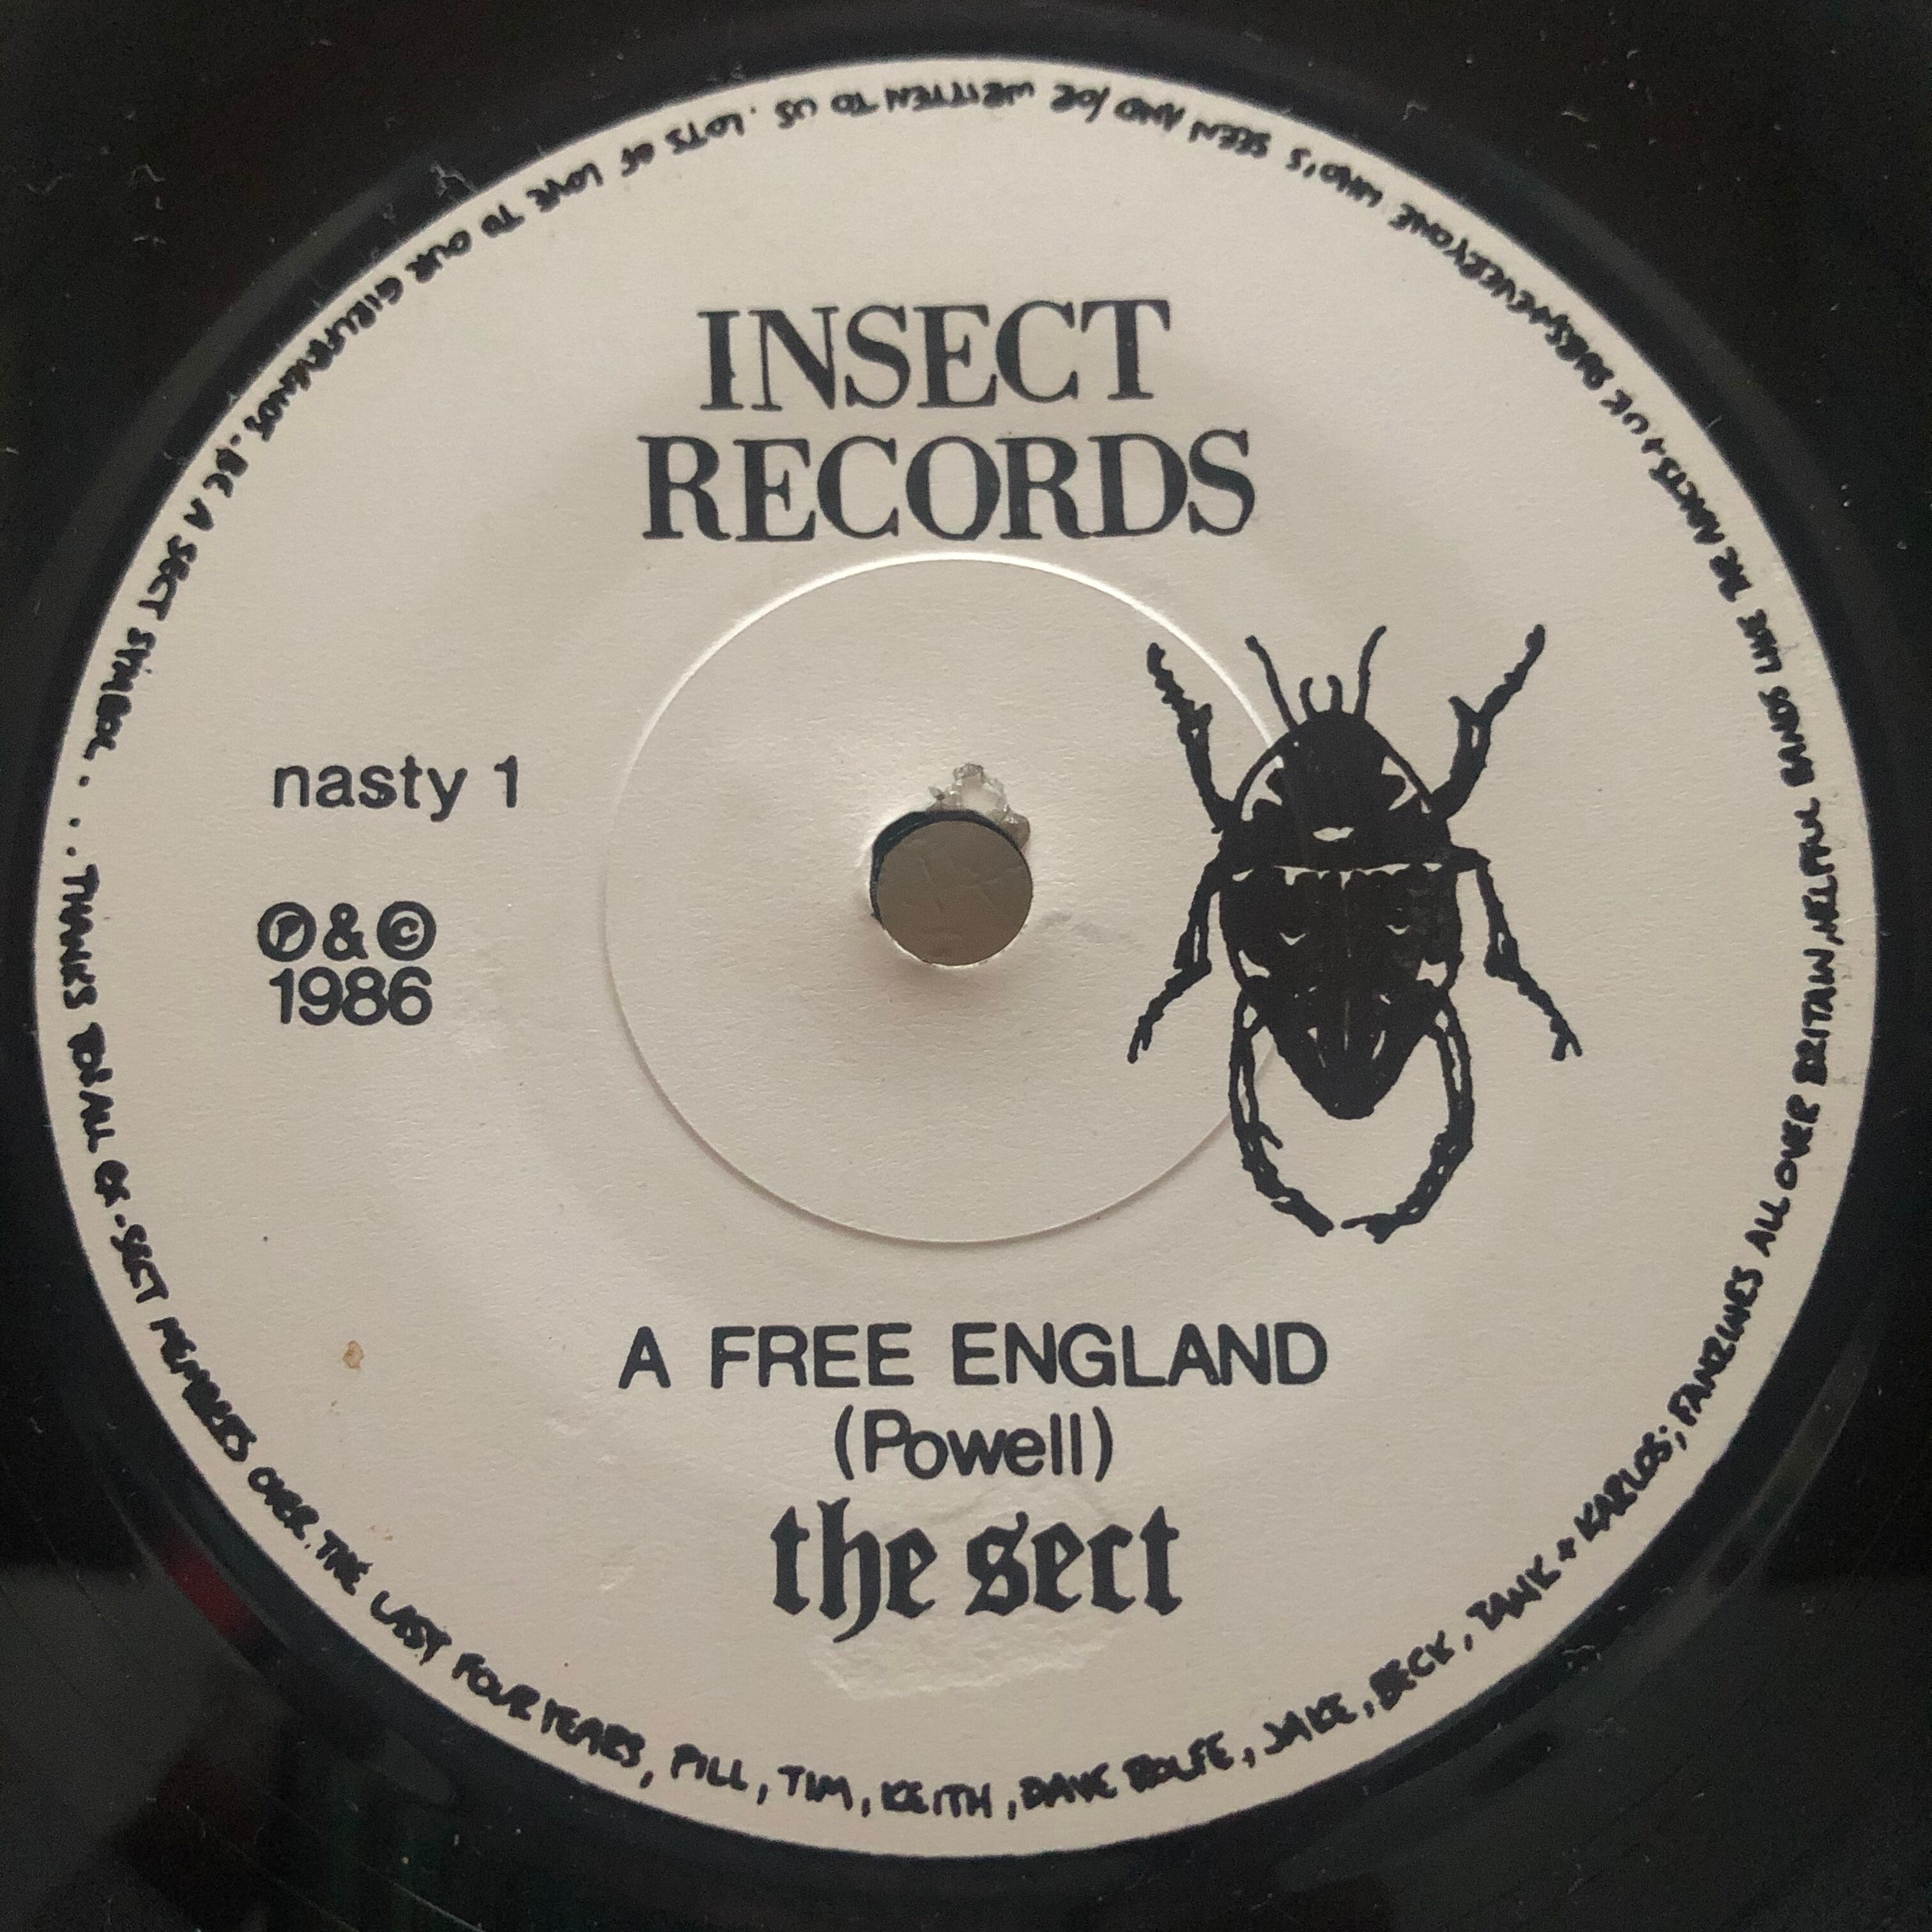 INSECT
RECORDS
nasty 1
℗ & ©
1986
A FREE ENGLAND
(Powell)
the sect
...THANKS TO: ALL EX-SECT MEMBERS OVER THE LAST FOUR YEARS, PILL, TIM, KEITH, DAVE ROLFE, JAKE, BECK, TANK + KARLOS; FANZINES ALL OVER BRITAIN, HELPFUL BANDS LIKE THE UK SUBS, + EVERYONE WHO'S SEEN AND/OR WRITTEN TO US. LOTS OF LOVE TO OUR GIRLFRIENDS. BE A SECT SYMBOL...